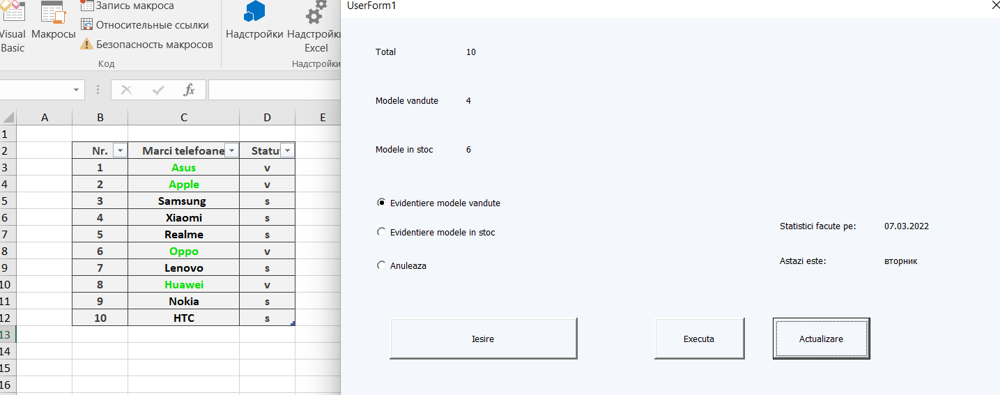 Visual Basic
Макросы
Запись макроса
Относительные ссылки
Безопасность макросов
Код
Надстройки
Надстройки Excel
Надстройки
fx
A B C D E
1
2 Nr. Marci telefoane Statu
3 1 Asus v
4 2 Apple v
5 3 Samsung s
6 4 Xiaomi s
7 5 Realme s
8 6 Oppo v
9 7 Lenovo s
10 8 Huawei v
11 9 Nokia s
12 10 HTC s
13
14
15
16
UserForm1
Total 10
Modele vandute 4
Modele in stoc 6
Evidentiere modele vandute
Evidentiere modele in stoc
Anuleaza
Statistici facute pe: 07.03.2022
Astazi este: вторник
Iesire
Executa
Actualizare